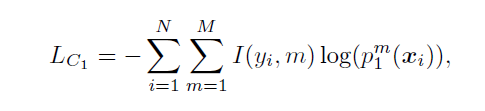 $$L_{C_1} = -\sum_{i=1}^{N} \sum_{m=1}^{M} I(y_i, m) \log(p_1^m(\boldsymbol{x}_i)),$$